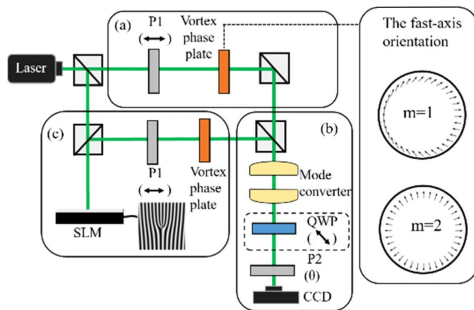 (a)
P1
(↔)
Vortex
phase
plate
Laser
The fast-axis
orientation
m=1
m=2
(c)
P1
(↔)
Vortex
phase
plate
SLM
(b)
Mode
converter
QWP
(⤡)
P2
(θ)
CCD